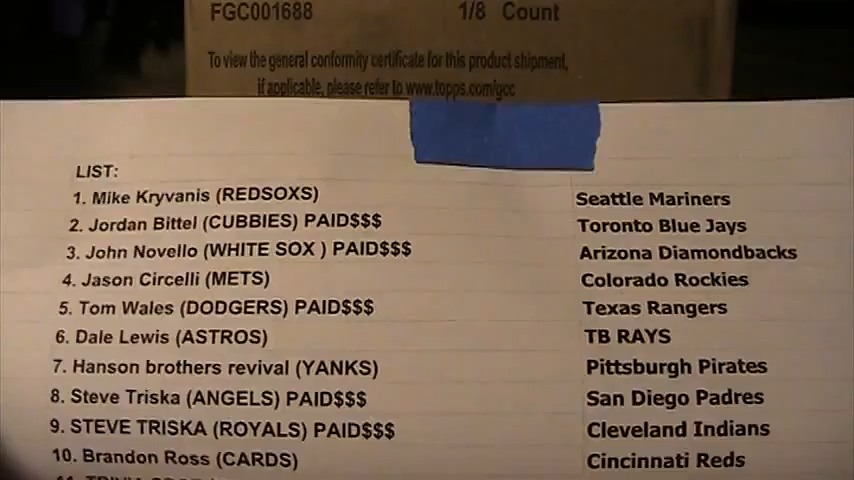 FGC001688 1/8 Count
To view the general conformity certificate for this product shipment,
if applicable, please refer to www.topps.com/gcc
LIST:
1. Mike Kryvanis (REDSOXS) Seattle Mariners
2. Jordan Bittel (CUBBIES) PAID$$$ Toronto Blue Jays
3. John Novello (WHITE SOX ) PAID$$$ Arizona Diamondbacks
4. Jason Circelli (METS) Colorado Rockies
5. Tom Wales (DODGERS) PAID$$$ Texas Rangers
6. Dale Lewis (ASTROS) TB RAYS
7. Hanson brothers revival (YANKS) Pittsburgh Pirates
8. Steve Triska (ANGELS) PAID$$$ San Diego Padres
9. STEVE TRISKA (ROYALS) PAID$$$ Cleveland Indians
10. Brandon Ross (CARDS) Cincinnati Reds